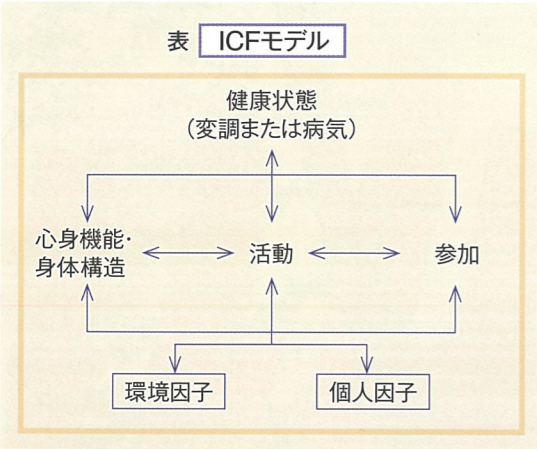 表 ICFモデル
健康状態
(変調または病気)
心身機能・
身体構造
活動
参加
環境因子
個人因子